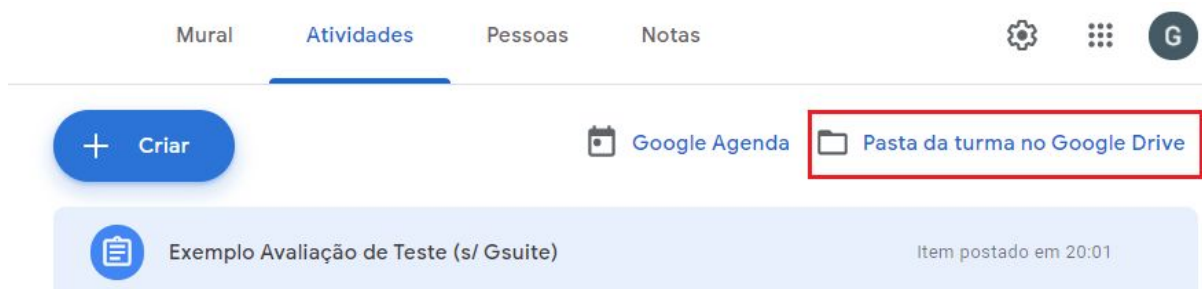 Mural Atividades Pessoas Notas G
+ Criar Google Agenda Pasta da turma no Google Drive
Exemplo Avaliação de Teste (s/ Gsuite) Item postado em 20:01